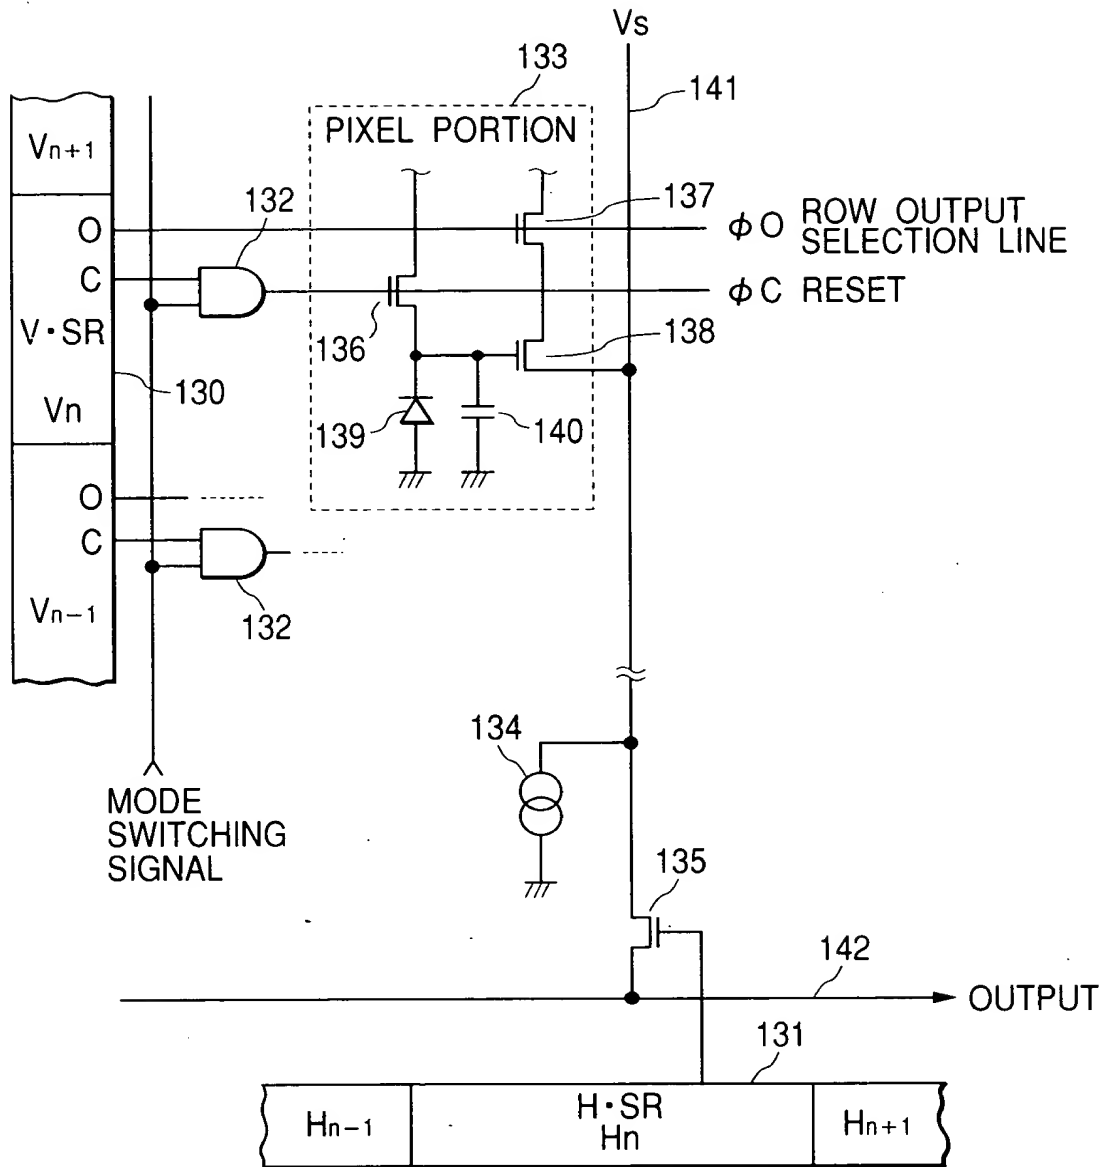 Vs
133
141
PIXEL PORTION
Vn+1
132
137
O
φO ROW OUTPUT
SELECTION LINE
C
φC RESET
V·SR
136
138
130
Vn
139
140
O
C
Vn-1
132
134
MODE
SWITCHING
SIGNAL
135
142
OUTPUT
131
Hn-1
H·SR
Hn
Hn+1